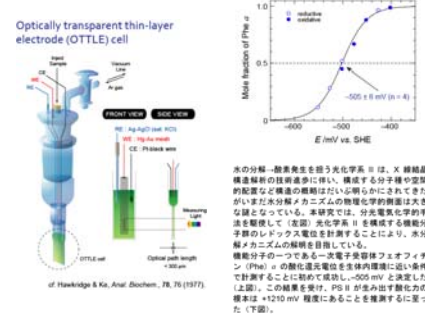 Optically transparent thin-layer
electrode (OTTLE) cell
Inject
Sample
CE
WE
RE
Vacuum
Line
Ar gas
FRONT VIEW
SIDE VIEW
RE : Ag-AgCl (sat. KCl)
WE : Hg-Au mesh
CE : Pt-black wire
Measuring
Light
OTTLE cell
Optical path length
cf. Hawkridge & Ke, Anal. Biochem., 78, 76 (1977).
Mole fraction of Phe a
1.0
0.5
0
reductive
oxidative
−505 ± 6 mV (n = 4)
−600
−500
−400
E /mV vs. SHE
水の分解→酸素発生を担う光化学系 II は、X 線結晶
構造解析の技術進歩に伴い、構成する分子種や空間
的配置など構造の概略はだいぶ明らかにされてきた
がいまだ水分解メカニズムの物理化学的側面は大き
な謎となっている。本研究では、分光電気化学的手
法を駆使して（左図）光化学系 II を構成する機能分
子群のレドックス電位を計測することにより、水分
解メカニズムの解明を目指している。
機能分子の一つである一次電子受容体フェオフィチ
ン（Phe）a の酸化還元電位を生体内環境に近い条件
で計測することに初めて成功し、–505 mV と決定し
た（上図）。この結果を受け、PS II が生み出す酸化力の
根本は +1210 mV 程度にあることを推測するに至っ
た（下図）。